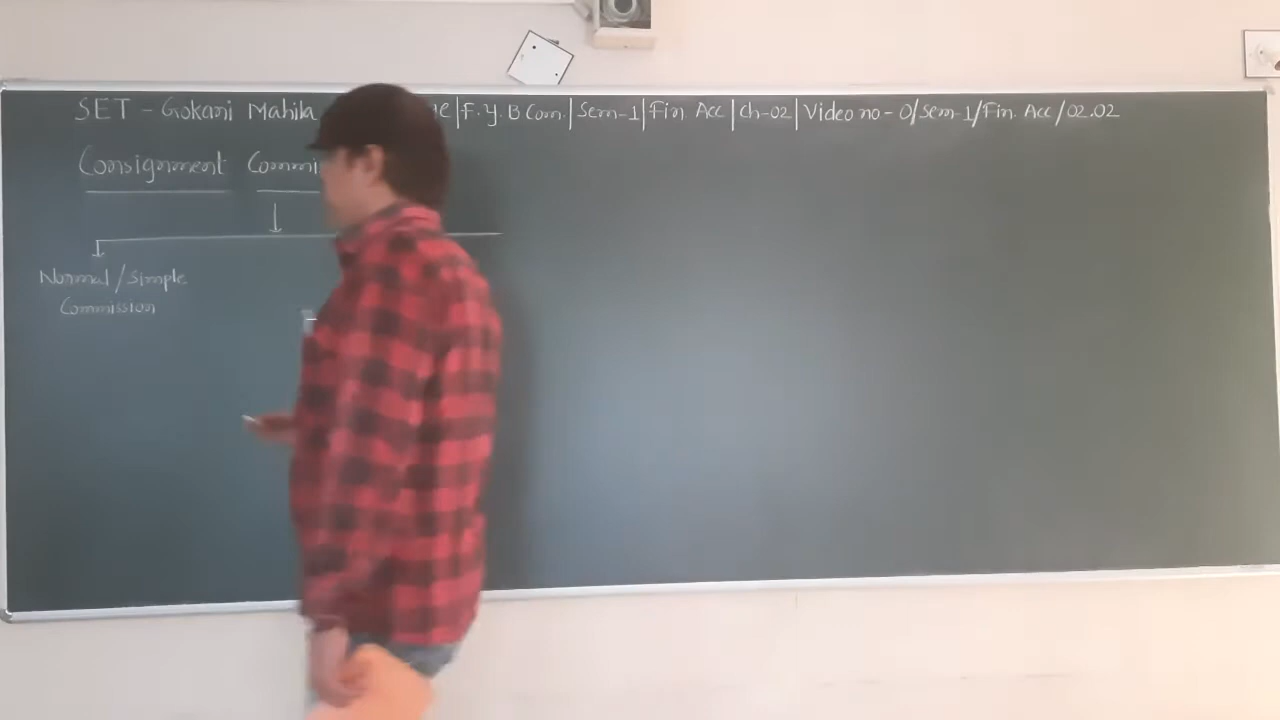 SET - Gokani Mahila |F.Y.B Com.|Sem-1|Fin Acc|Ch-02|Video no - 0/Sem-1/Fin. Acc/02.02
Consignment
Normal/Simple
Commission